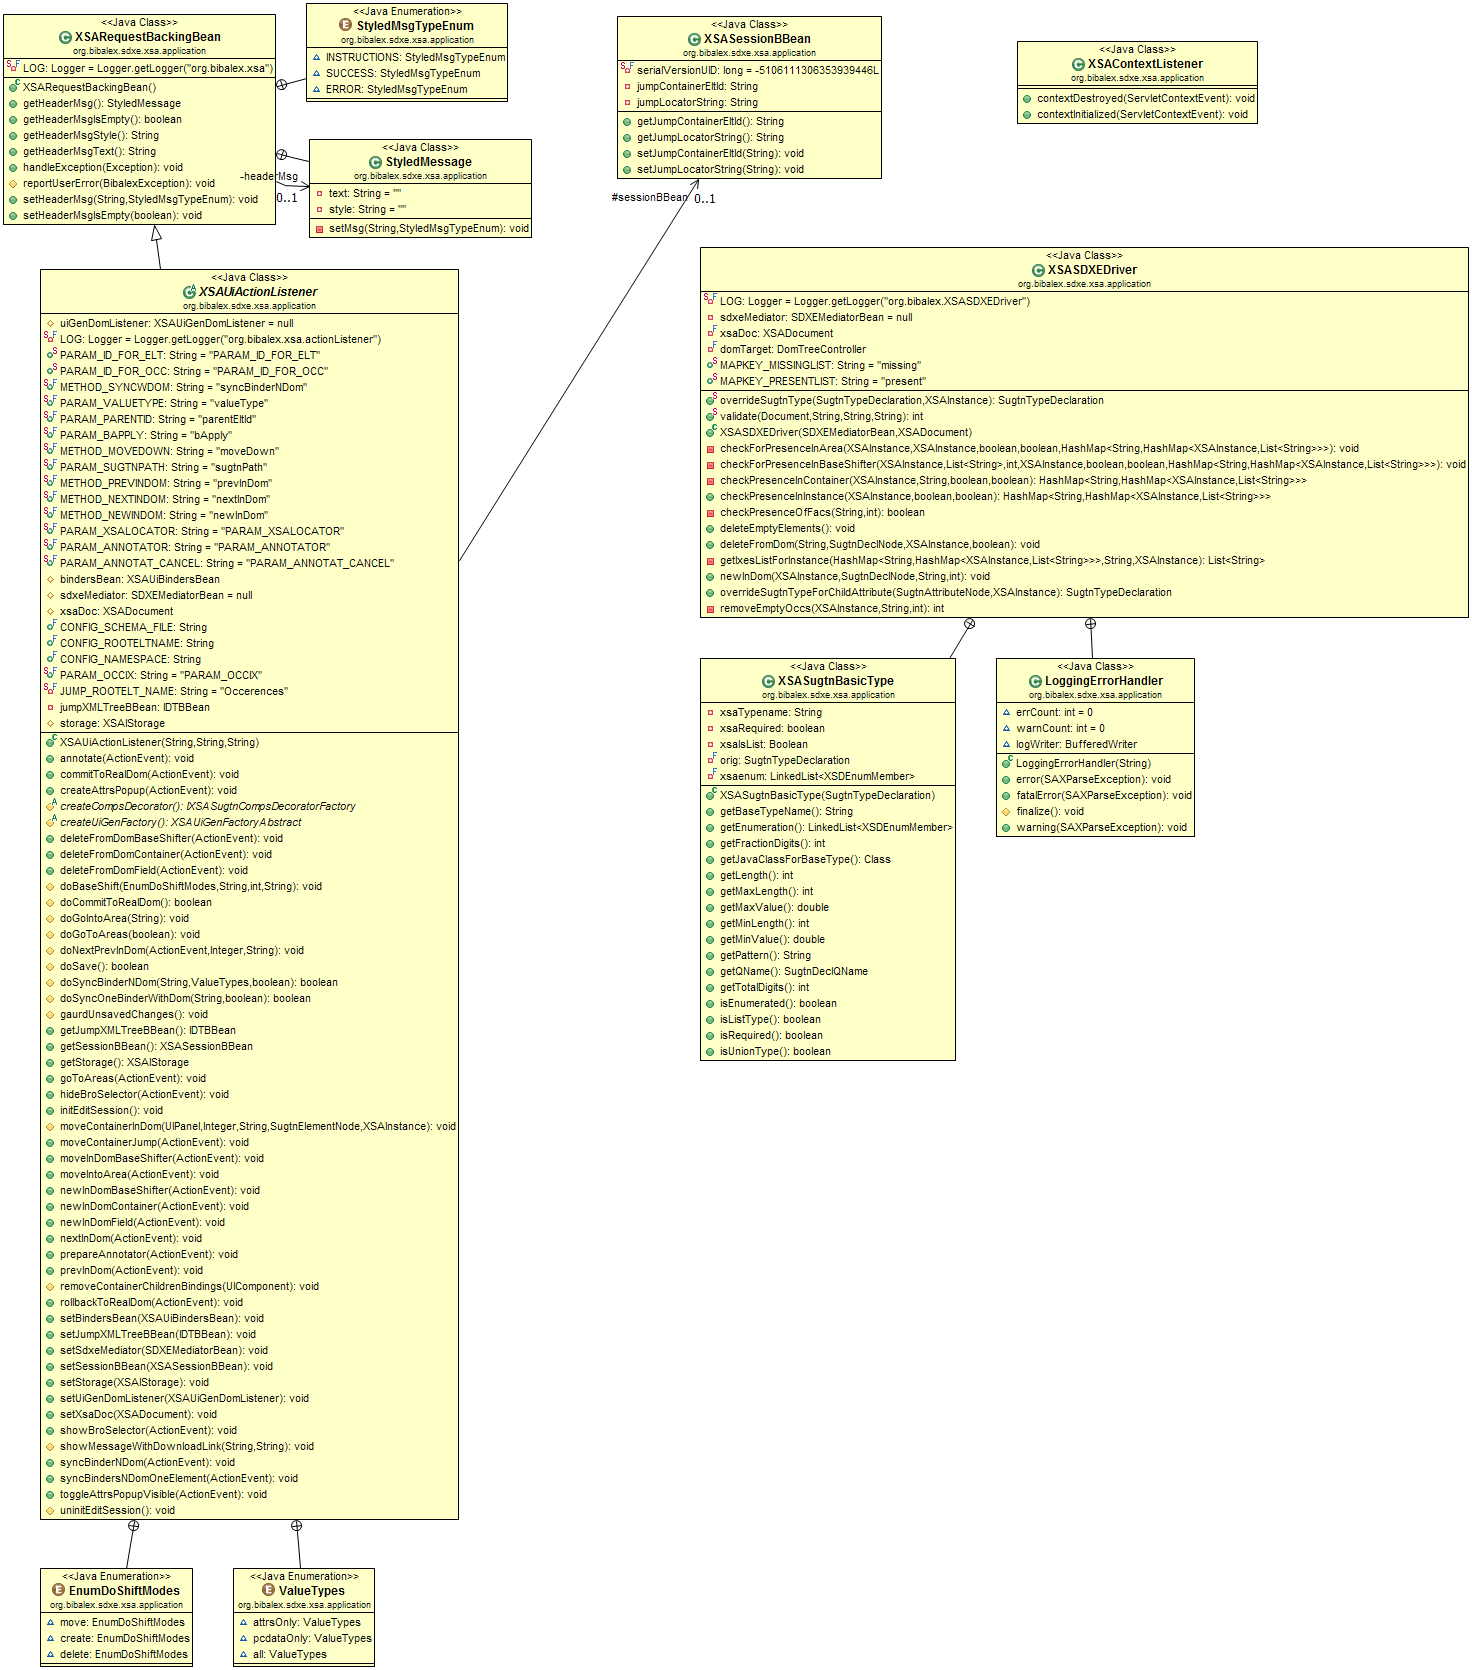 <<Java Class>>
XSARequestBackingBean
org.bibalex.sdxe.xsa.application
LOG: Logger = Logger.getLogger("org.bibalex.xsa")
XSARequestBackingBean()
getHeaderMsg(): StyledMessage
getHeaderMsgIsEmpty(): boolean
getHeaderMsgStyle(): String
getHeaderMsgText(): String
handleException(Exception): void
reportUserError(BibalexException): void
setHeaderMsg(String,StyledMsgTypeEnum): void
setHeaderMsgIsEmpty(boolean): void
<<Java Enumeration>>
StyledMsgTypeEnum
org.bibalex.sdxe.xsa.application
INSTRUCTIONS: StyledMsgTypeEnum
SUCCESS: StyledMsgTypeEnum
ERROR: StyledMsgTypeEnum
<<Java Class>>
StyledMessage
org.bibalex.sdxe.xsa.application
text: String = ""
style: String = ""
setMsg(String,StyledMsgTypeEnum): void
-headerMsg
0..1
<<Java Class>>
XSASessionBBean
org.bibalex.sdxe.xsa.application
serialVersionUID: long = -5106111306353939446L
jumpContainerEltId: String
jumpLocatorString: String
getJumpContainerEltId(): String
getJumpLocatorString(): String
setJumpContainerEltId(String): void
setJumpLocatorString(String): void
#sessionBBean
0..1
<<Java Class>>
XSAContextListener
org.bibalex.sdxe.xsa.application
contextDestroyed(ServletContextEvent): void
contextInitialized(ServletContextEvent): void
<<Java Class>>
XSAUiActionListener
org.bibalex.sdxe.xsa.application
uiGenDomListener: XSAUiGenDomListener = null
LOG: Logger = Logger.getLogger("org.bibalex.xsa.actionListener")
PARAM_ID_FOR_ELT: String = "PARAM_ID_FOR_ELT"
PARAM_ID_FOR_OCC: String = "PARAM_ID_FOR_OCC"
METHOD_SYNCWDOM: String = "syncBinderNDom"
PARAM_VALUETYPE: String = "valueType"
PARAM_PARENTID: String = "parentEltId"
PARAM_BAPPLY: String = "bApply"
METHOD_MOVEDOWN: String = "moveDown"
PARAM_SUGTNPATH: String = "sugtnPath"
METHOD_PREVINDOM: String = "prevInDom"
METHOD_NEXTINDOM: String = "nextInDom"
METHOD_NEWINDOM: String = "newInDom"
PARAM_XSALOCATOR: String = "PARAM_XSALOCATOR"
PARAM_ANNOTATOR: String = "PARAM_ANNOTATOR"
PARAM_ANNOTAT_CANCEL: String = "PARAM_ANNOTAT_CANCEL"
bindersBean: XSAUiBindersBean
sdxeMediator: SDXEMediatorBean = null
xsaDoc: XSADocument
CONFIG_SCHEMA_FILE: String
CONFIG_ROOTELTNAME: String
CONFIG_NAMESPACE: String
PARAM_OCCIX: String = "PARAM_OCCIX"
JUMP_ROOTELT_NAME: String = "Occerences"
jumpXMLTreeBBean: IDTBBean
storage: XSAIStorage
XSAUiActionListener(String,String,String)
annotate(ActionEvent): void
commitToRealDom(ActionEvent): void
createAttrsPopup(ActionEvent): void
createCompsDecorator(): IXSASugtnCompsDecoratorFactory
createUiGenFactory(): XSAUiGenFactoryAbstract
deleteFromDomBaseShifter(ActionEvent): void
deleteFromDomContainer(ActionEvent): void
deleteFromDomField(ActionEvent): void
doBaseShift(EnumDoShiftModes,String,int,String): void
doCommitToRealDom(): boolean
doGoIntoArea(String): void
doGoToAreas(boolean): void
doNextPrevInDom(ActionEvent,Integer,String): void
doSave(): boolean
doSyncBinderNDom(String,ValueTypes,boolean): boolean
doSyncOneBinderWithDom(String,boolean): boolean
gaurdUnsavedChanges(): void
getJumpXMLTreeBBean(): IDTBBean
getSessionBBean(): XSASessionBBean
getStorage(): XSAIStorage
goToAreas(ActionEvent): void
hideBroSelector(ActionEvent): void
initEditSession(): void
moveContainerInDom(UIPanel,Integer,String,SugtnElementNode,XSAInstance): void
moveContainerJump(ActionEvent): void
moveInDomBaseShifter(ActionEvent): void
moveIntoArea(ActionEvent): void
newInDomBaseShifter(ActionEvent): void
newInDomContainer(ActionEvent): void
newInDomField(ActionEvent): void
nextInDom(ActionEvent): void
prepareAnnotator(ActionEvent): void
prevInDom(ActionEvent): void
removeContainerChildrenBindings(UIComponent): void
rollbackToRealDom(ActionEvent): void
setBindersBean(XSAUiBindersBean): void
setJumpXMLTreeBBean(IDTBBean): void
setSdxeMediator(SDXEMediatorBean): void
setSessionBBean(XSASessionBBean): void
setStorage(XSAIStorage): void
setUiGenDomListener(XSAUiGenDomListener): void
setXsaDoc(XSADocument): void
showBroSelector(ActionEvent): void
showMessageWithDownloadLink(String,String): void
syncBinderNDom(ActionEvent): void
syncBindersNDomOneElement(ActionEvent): void
toggleAttrsPopupVisible(ActionEvent): void
uninitEditSession(): void
<<Java Class>>
XSASDXEDriver
org.bibalex.sdxe.xsa.application
LOG: Logger = Logger.getLogger("org.bibalex.XSASDXEDriver")
sdxeMediator: SDXEMediatorBean = null
xsaDoc: XSADocument
domTarget: DomTreeController
MAPKEY_MISSINGLIST: String = "missing"
MAPKEY_PRESENTLIST: String = "present"
overrideSugtnType(SugtnTypeDeclaration,XSAInstance): SugtnTypeDeclaration
validate(Document,String,String,String): int
XSASDXEDriver(SDXEMediatorBean,XSADocument)
checkForPresenceInArea(XSAInstance,XSAInstance,boolean,boolean,HashMap<String,HashMap<XSAInstance,List<String>>>): void
checkForPresenceInBaseShifter(XSAInstance,List<String>,int,XSAInstance,boolean,boolean,HashMap<String,HashMap<XSAInstance,List<String>>>): void
checkPresenceInContainer(XSAInstance,String,boolean,boolean): HashMap<String,HashMap<XSAInstance,List<String>>>
checkPresenceInInstance(XSAInstance,boolean,boolean): HashMap<String,HashMap<XSAInstance,List<String>>>
checkPresenceOfFacs(String,int): boolean
deleteEmptyElements(): void
deleteFromDom(String,SugtnDeclNode,XSAInstance,boolean): void
getIxesListForInstance(HashMap<String,HashMap<XSAInstance,List<String>>>,String,XSAInstance): List<String>
newInDom(XSAInstance,SugtnDeclNode,String,int): void
overrideSugtnTypeForChildAttribute(SugtnAttributeNode,XSAInstance): SugtnTypeDeclaration
removeEmptyOccs(XSAInstance,String,int): int
<<Java Class>>
XSASugtnBasicType
org.bibalex.sdxe.xsa.application
xsaTypename: String
xsaRequired: boolean
xsaIsList: Boolean
orig: SugtnTypeDeclaration
xsaenum: LinkedList<XSDEnumMember>
XSASugtnBasicType(SugtnTypeDeclaration)
getBaseTypeName(): String
getEnumeration(): LinkedList<XSDEnumMember>
getFractionDigits(): int
getJavaClassForBaseType(): Class
getLength(): int
getMaxLength(): int
getMaxValue(): double
getMinLength(): int
getMinValue(): double
getPattern(): String
getQName(): SugtnDeclQName
getTotalDigits(): int
isEnumerated(): boolean
isListType(): boolean
isRequired(): boolean
isUnionType(): boolean
<<Java Class>>
LoggingErrorHandler
org.bibalex.sdxe.xsa.application
errCount: int = 0
warnCount: int = 0
logWriter: BufferedWriter
LoggingErrorHandler(String)
error(SAXParseException): void
fatalError(SAXParseException): void
finalize(): void
warning(SAXParseException): void
<<Java Enumeration>>
EnumDoShiftModes
org.bibalex.sdxe.xsa.application
move: EnumDoShiftModes
create: EnumDoShiftModes
delete: EnumDoShiftModes
<<Java Enumeration>>
ValueTypes
org.bibalex.sdxe.xsa.application
attrsOnly: ValueTypes
pcdataOnly: ValueTypes
all: ValueTypes